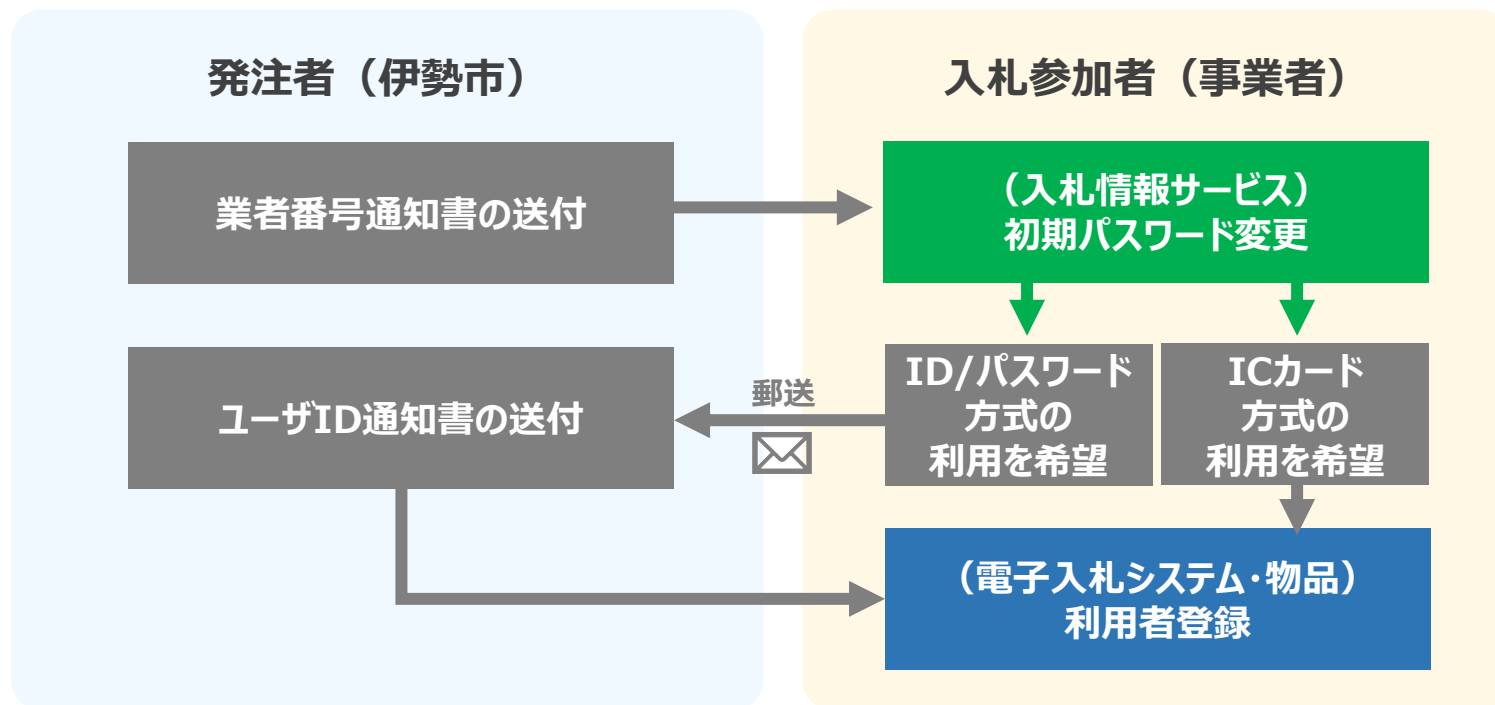 発注者（伊勢市）
入札参加者（事業者）
業者番号通知書の送付
（入札情報サービス）
初期パスワード変更
ユーザID通知書の送付
郵送
ID/パスワード
方式の
利用を希望
ICカード
方式の
利用を希望
（電子入札システム・物品）
利用者登録